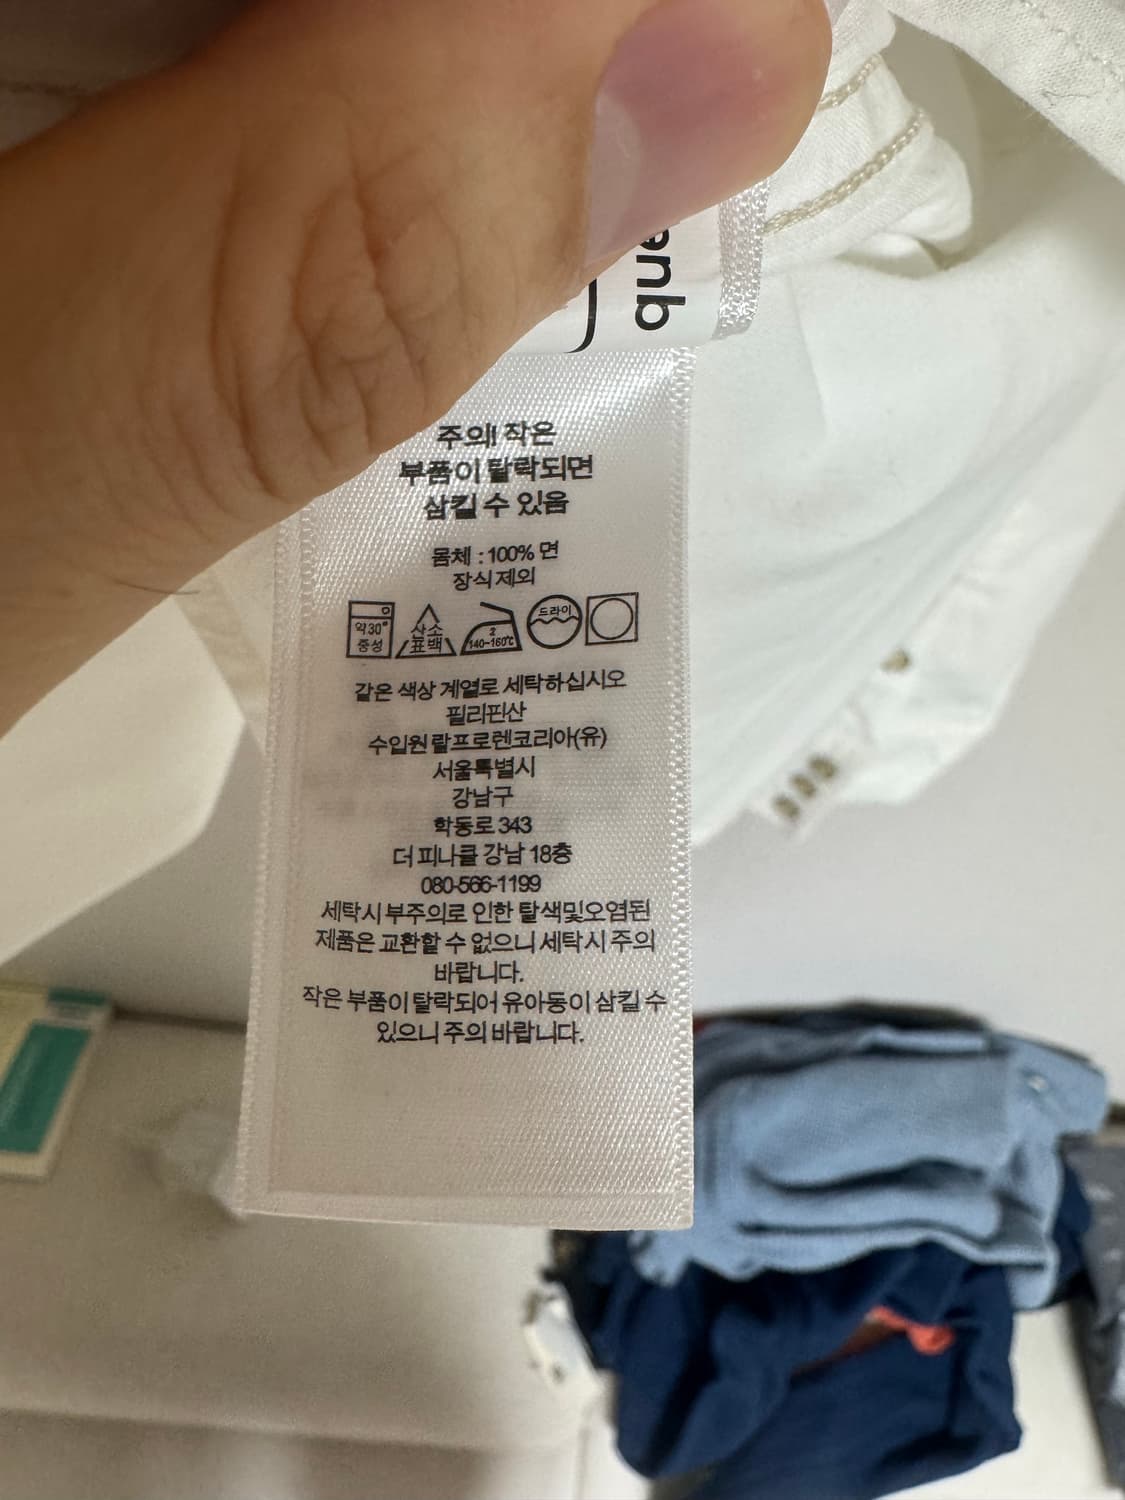 주의! 작은
부품이 탈락되면
삼킬 수 있음
몸체 : 100% 면
장식 제외
약30°
중성
산소
표백
2
140~160℃
드라이
같은 색상 계열로 세탁하십시오
필리핀산
수입원 랄프로렌코리아(유)
서울특별시
강남구
학동로 343
더 피나클 강남 18층
080-566-1199
세탁시 부주의로 인한 탈색및오염된
제품은 교환할 수 없으니 세탁시 주의
바랍니다.
작은 부품이 탈락되어 유아동이 삼킬 수
있으니 주의 바랍니다.